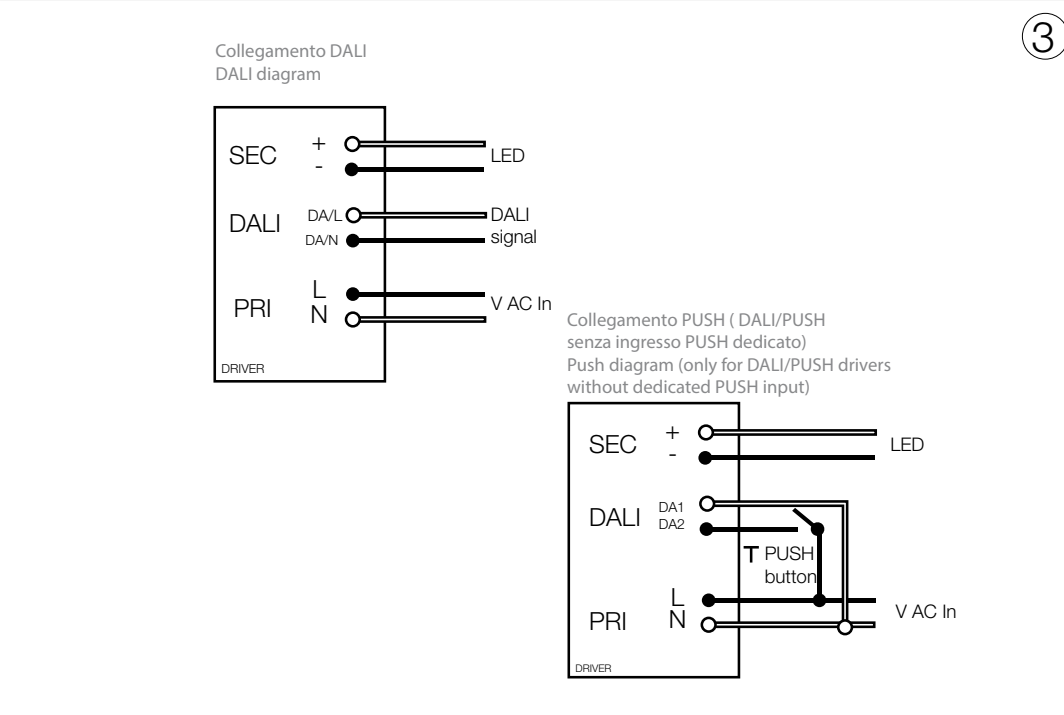 3
Collegamento DALI
DALI diagram
SEC + -
LED
DALI DA/L DA/N
DALI
signal
PRI L N
V AC In
DRIVER
Collegamento PUSH ( DALI/PUSH
senza ingresso PUSH dedicato)
Push diagram (only for DALI/PUSH drivers
without dedicated PUSH input)
SEC + -
LED
DALI DA1 DA2
T PUSH
button
PRI L N
V AC In
DRIVER